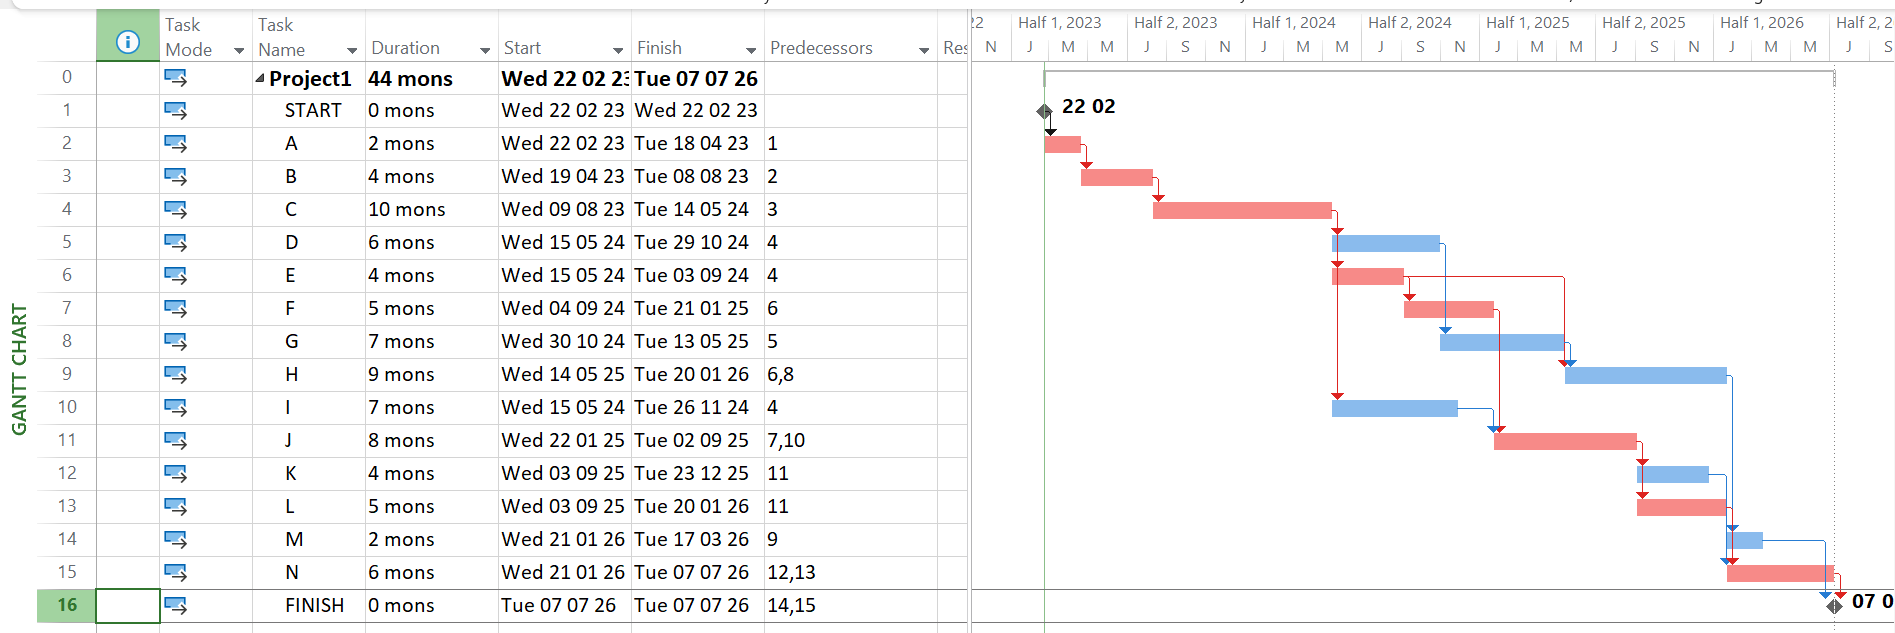 Task Mode Task Name Duration Start Finish Predecessors Res
22 Half 1, 2023 Half 2, 2023 Half 1, 2024 Half 2, 2024 Half 1, 2025 Half 2, 2025 Half 1, 2026 Half 2, 2
N J M M J S N J M M J S N J M M J S N J M M J S
0 Project1 44 mons Wed 22 02 23 Tue 07 07 26
1 START 0 mons Wed 22 02 23 Wed 22 02 23
2 A 2 mons Wed 22 02 23 Tue 18 04 23 1
3 B 4 mons Wed 19 04 23 Tue 08 08 23 2
4 C 10 mons Wed 09 08 23 Tue 14 05 24 3
5 D 6 mons Wed 15 05 24 Tue 29 10 24 4
6 E 4 mons Wed 15 05 24 Tue 03 09 24 4
7 F 5 mons Wed 04 09 24 Tue 21 01 25 6
8 G 7 mons Wed 30 10 24 Tue 13 05 25 5
9 H 9 mons Wed 14 05 25 Tue 20 01 26 6,8
10 I 7 mons Wed 15 05 24 Tue 26 11 24 4
11 J 8 mons Wed 22 01 25 Tue 02 09 25 7,10
12 K 4 mons Wed 03 09 25 Tue 23 12 25 11
13 L 5 mons Wed 03 09 25 Tue 20 01 26 11
14 M 2 mons Wed 21 01 26 Tue 17 03 26 9
15 N 6 mons Wed 21 01 26 Tue 07 07 26 12,13
16 FINISH 0 mons Tue 07 07 26 Tue 07 07 26 14,15
22 02
07 0
GANTT CHART